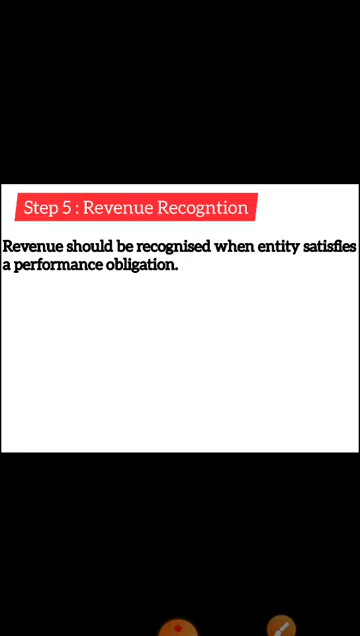 Step 5 : Revenue Recogntion
Revenue should be recognised when entity satisfies
a performance obligation.